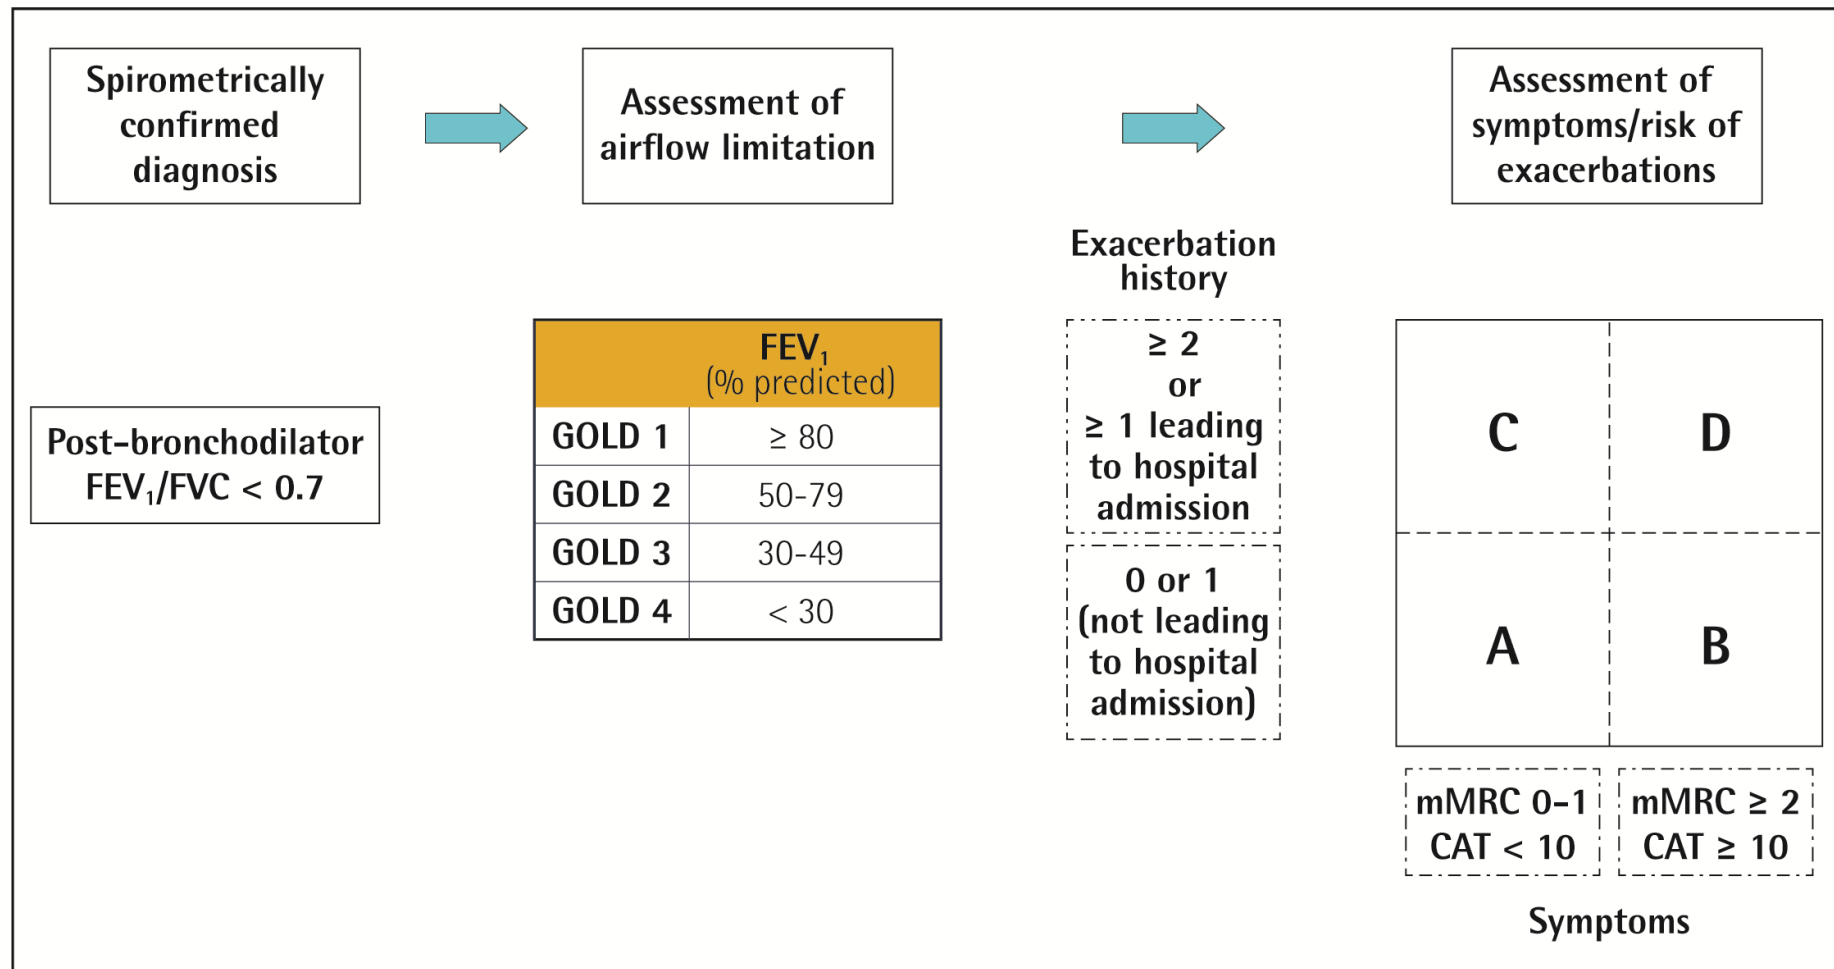 Spirometrically
confirmed
diagnosis
Assessment of
airflow limitation
Assessment of
symptoms/risk of
exacerbations
Post-bronchodilator
FEV₁/FVC < 0.7
FEV₁
(% predicted)
GOLD 1 ≥ 80
GOLD 2 50-79
GOLD 3 30-49
GOLD 4 < 30
Exacerbation
history
≥ 2
or
≥ 1 leading
to hospital
admission
0 or 1
(not leading
to hospital
admission)
C D
A B
mMRC 0-1
CAT < 10
mMRC ≥ 2
CAT ≥ 10
Symptoms